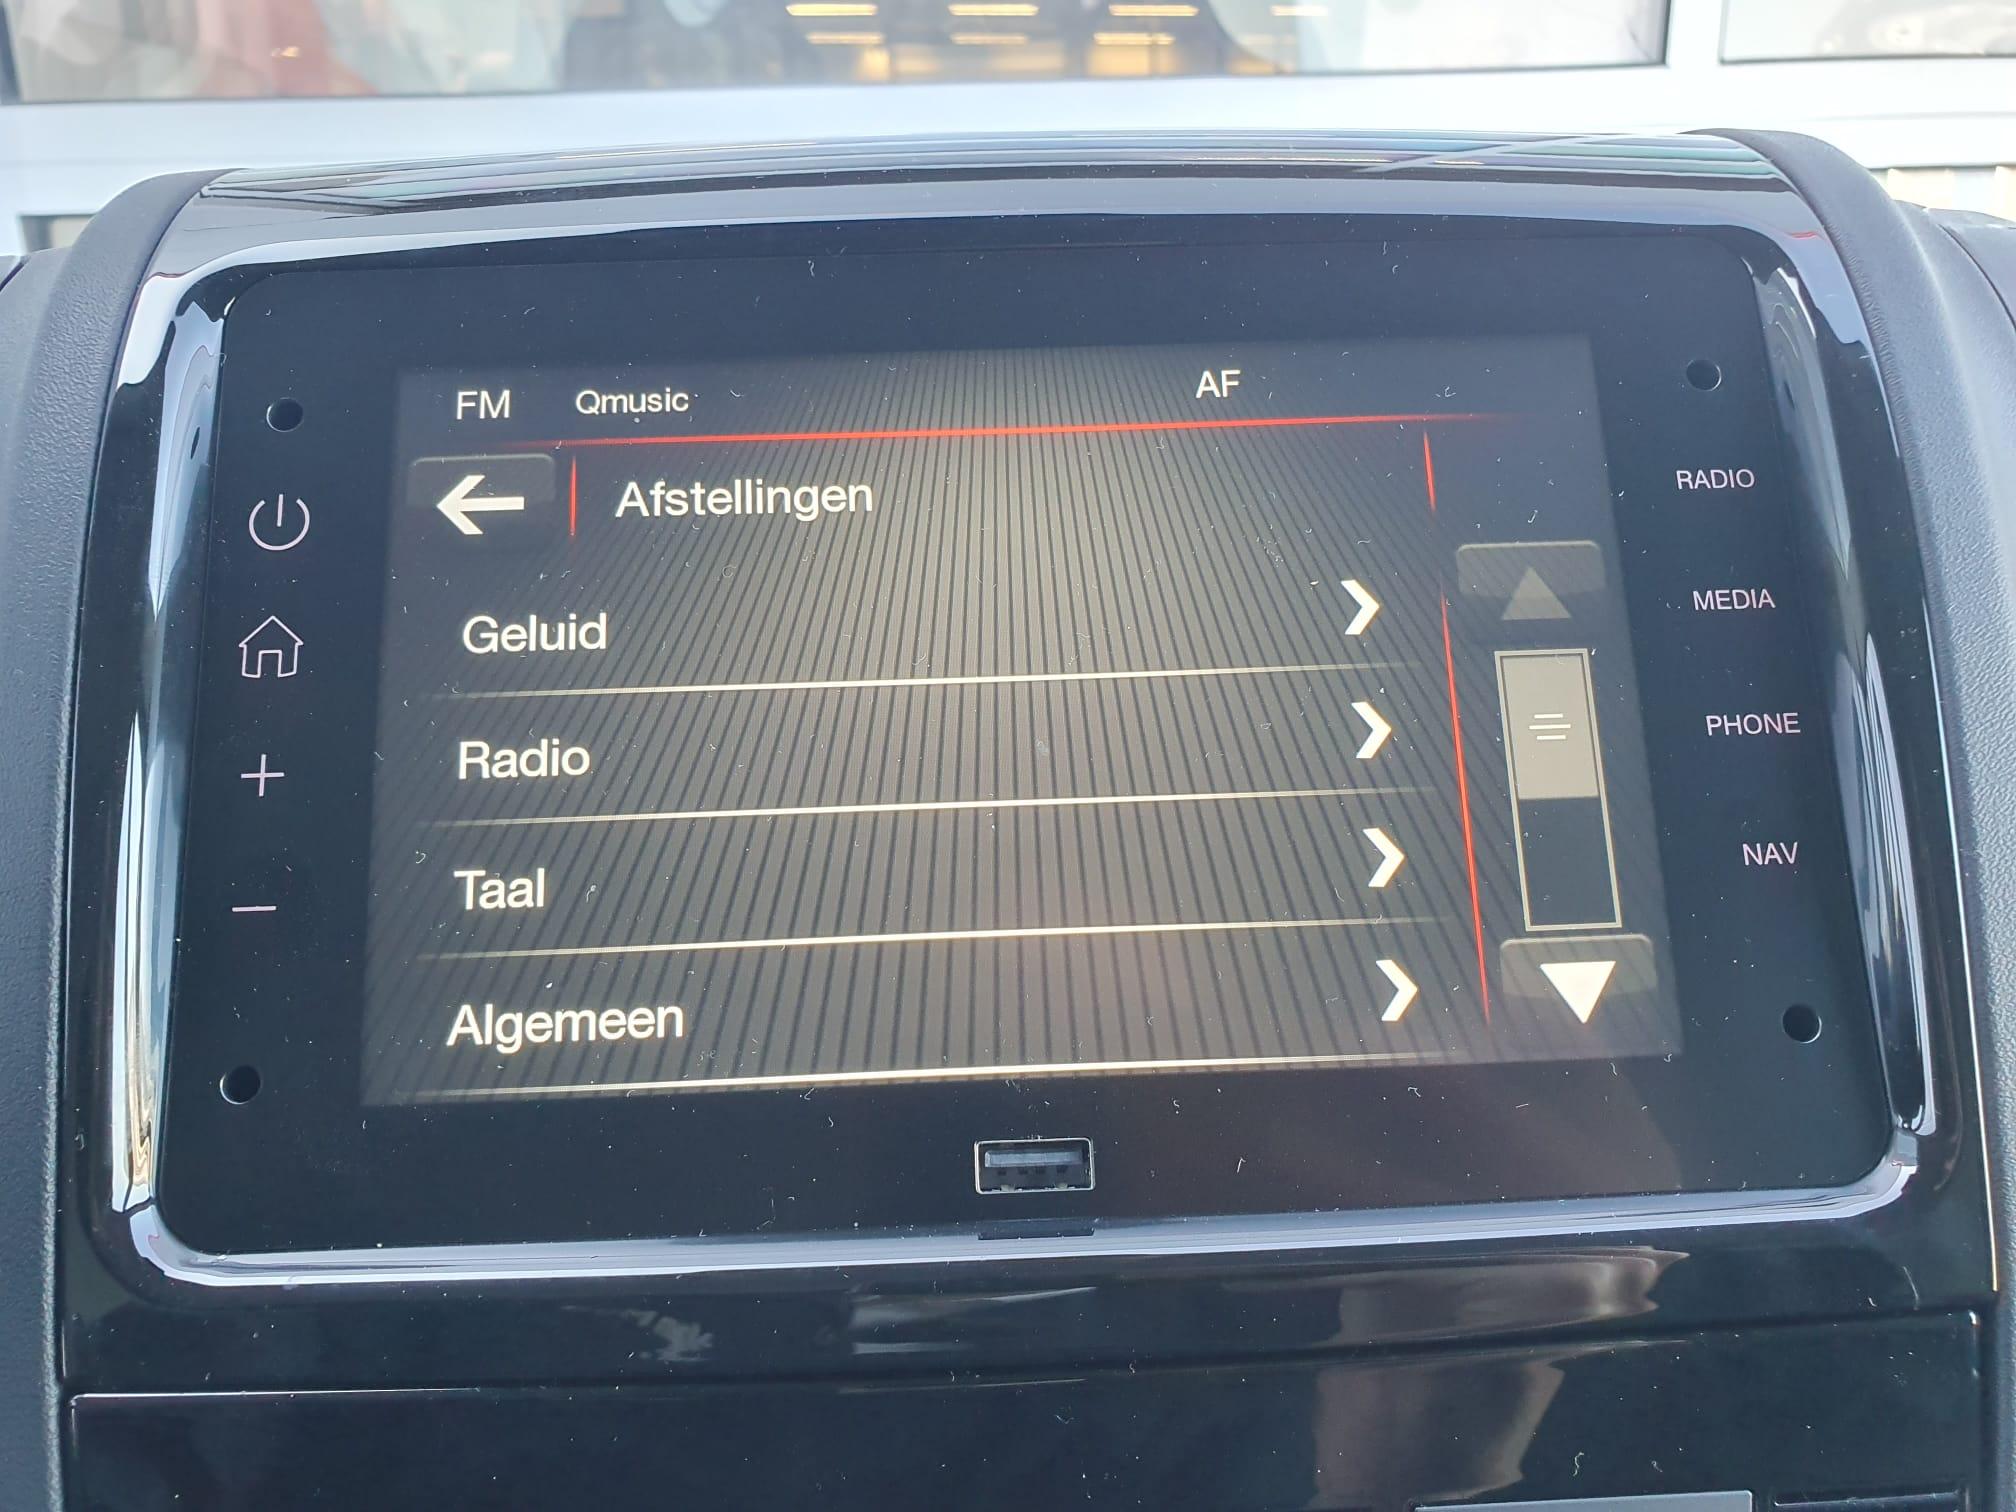 FM Qmusic AF
Afstellingen
Geluid
Radio
Taal
Algemeen
RADIO
MEDIA
PHONE
NAV